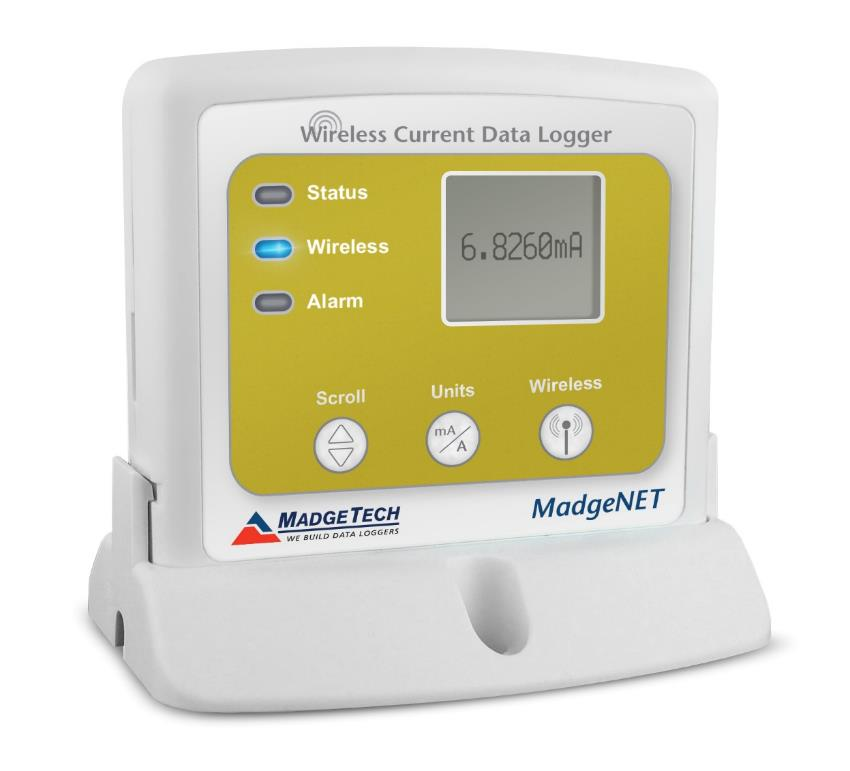 Wireless Current Data Logger
Status
Wireless
Alarm
6.8260mA
Scroll
Units
Wireless
mA/A
MADGETECH
WE BUILD DATA LOGGERS
MadgeNET